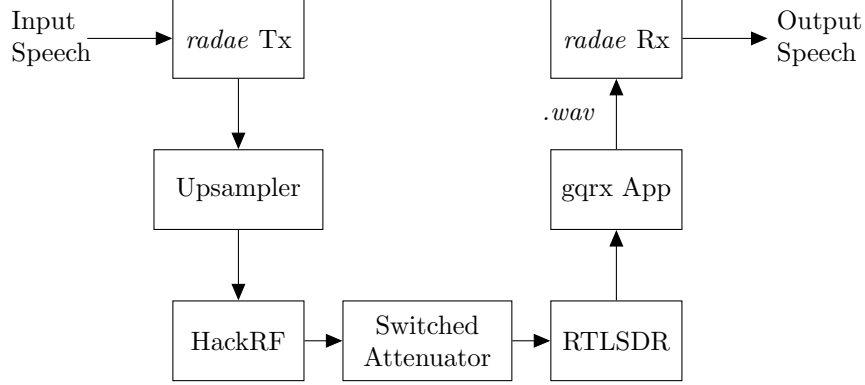 Input
Speech
radae Tx
Upsampler
HackRF
Switched
Attenuator
RTLSDR
gqrx App
.wav
radae Rx
Output
Speech